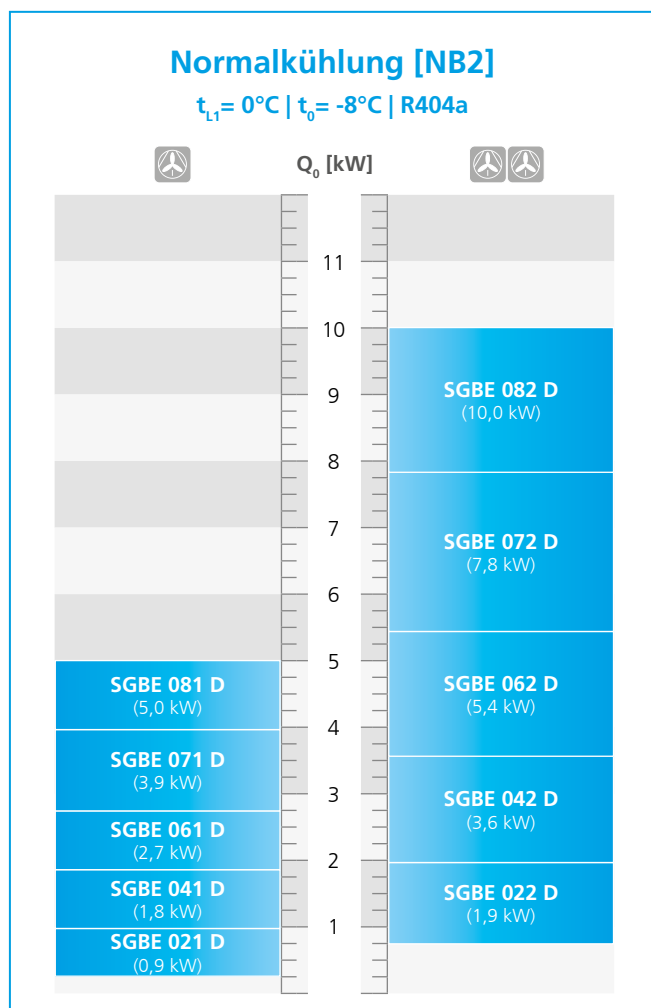 Normalkühlung [NB2]
t_L1= 0°C | t_0= -8°C | R404a
Q_0 [kW]
11
10
9
8
7
6
5
4
3
2
1
SGBE 081 D
(5,0 kW)
SGBE 071 D
(3,9 kW)
SGBE 061 D
(2,7 kW)
SGBE 041 D
(1,8 kW)
SGBE 021 D
(0,9 kW)
SGBE 082 D
(10,0 kW)
SGBE 072 D
(7,8 kW)
SGBE 062 D
(5,4 kW)
SGBE 042 D
(3,6 kW)
SGBE 022 D
(1,9 kW)